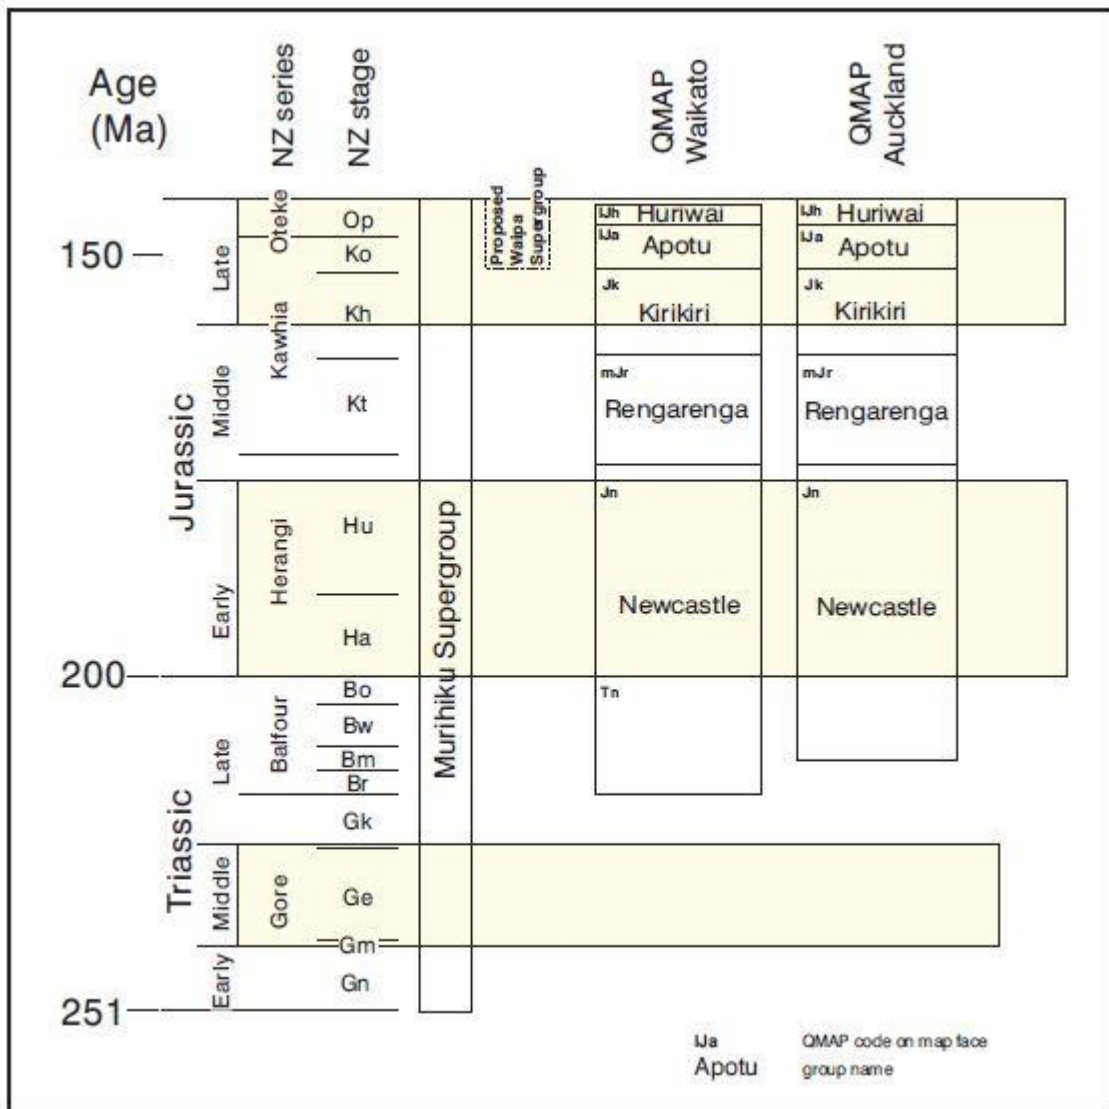 Age
(Ma)
NZ series
NZ stage
QMAP
Waikato
QMAP
Auckland
150
200
251
Jurassic
Triassic
Late
Middle
Early
Late
Middle
Early
Oteke
Kawhia
Herangi
Balfour
Gore
Op
Ko
Kh
Kt
Hu
Ha
Bo
Bw
Bm
Br
Gk
Ge
Gm
Gn
Murihiku Supergroup
Proposed
Waipa
Supergroup
lJh Huriwai
lJa
Apotu
Jk
Kirikiri
mJr
Rengarenga
Jn
Newcastle
Tn
lJh Huriwai
lJa
Apotu
Jk
Kirikiri
mJr
Rengarenga
Jn
Newcastle
lJa QMAP code on map face
Apotu group name